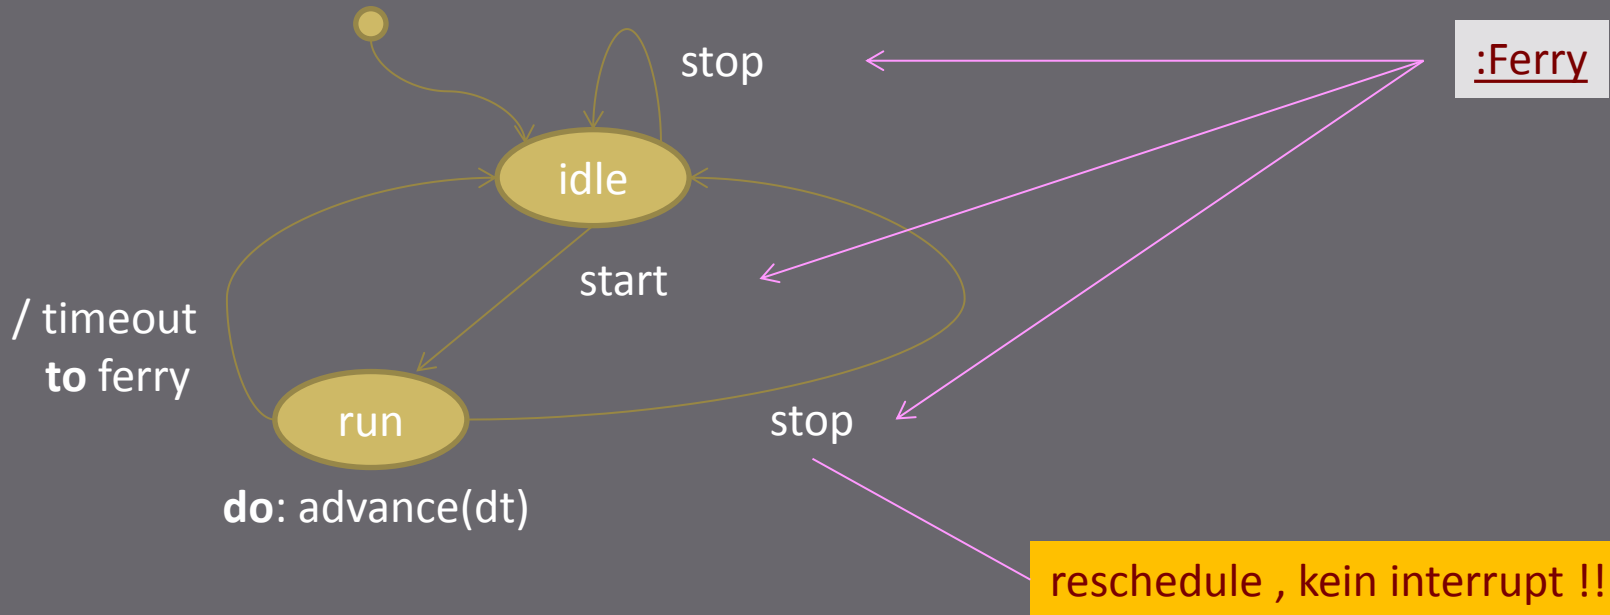 stop
:Ferry
idle
start
/ timeout
to ferry
run
stop
do: advance(dt)
reschedule , kein interrupt !!